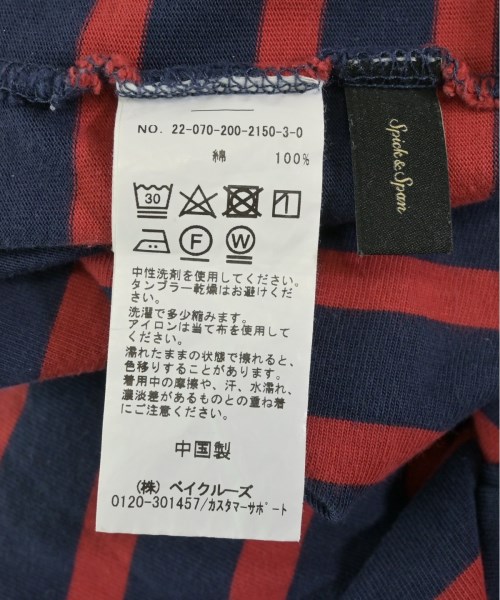 NO. 22-070-200-2150-3-0
綿 100%
30
F W
中性洗剤を使用してください。
タンブラー乾燥はお避けくだ
さい。
洗濯で多少縮みます。
アイロンは当て布を使用して
ください。
濡れたままの状態で擦れると、
色移りすることがあります。
着用中の摩擦や、汗、水濡れ、
濃淡差があるものとの重ね着
にご注意ください。
中国製
(株) ベイクルーズ
0120-301457/カスタマーサポート
Spick&Span